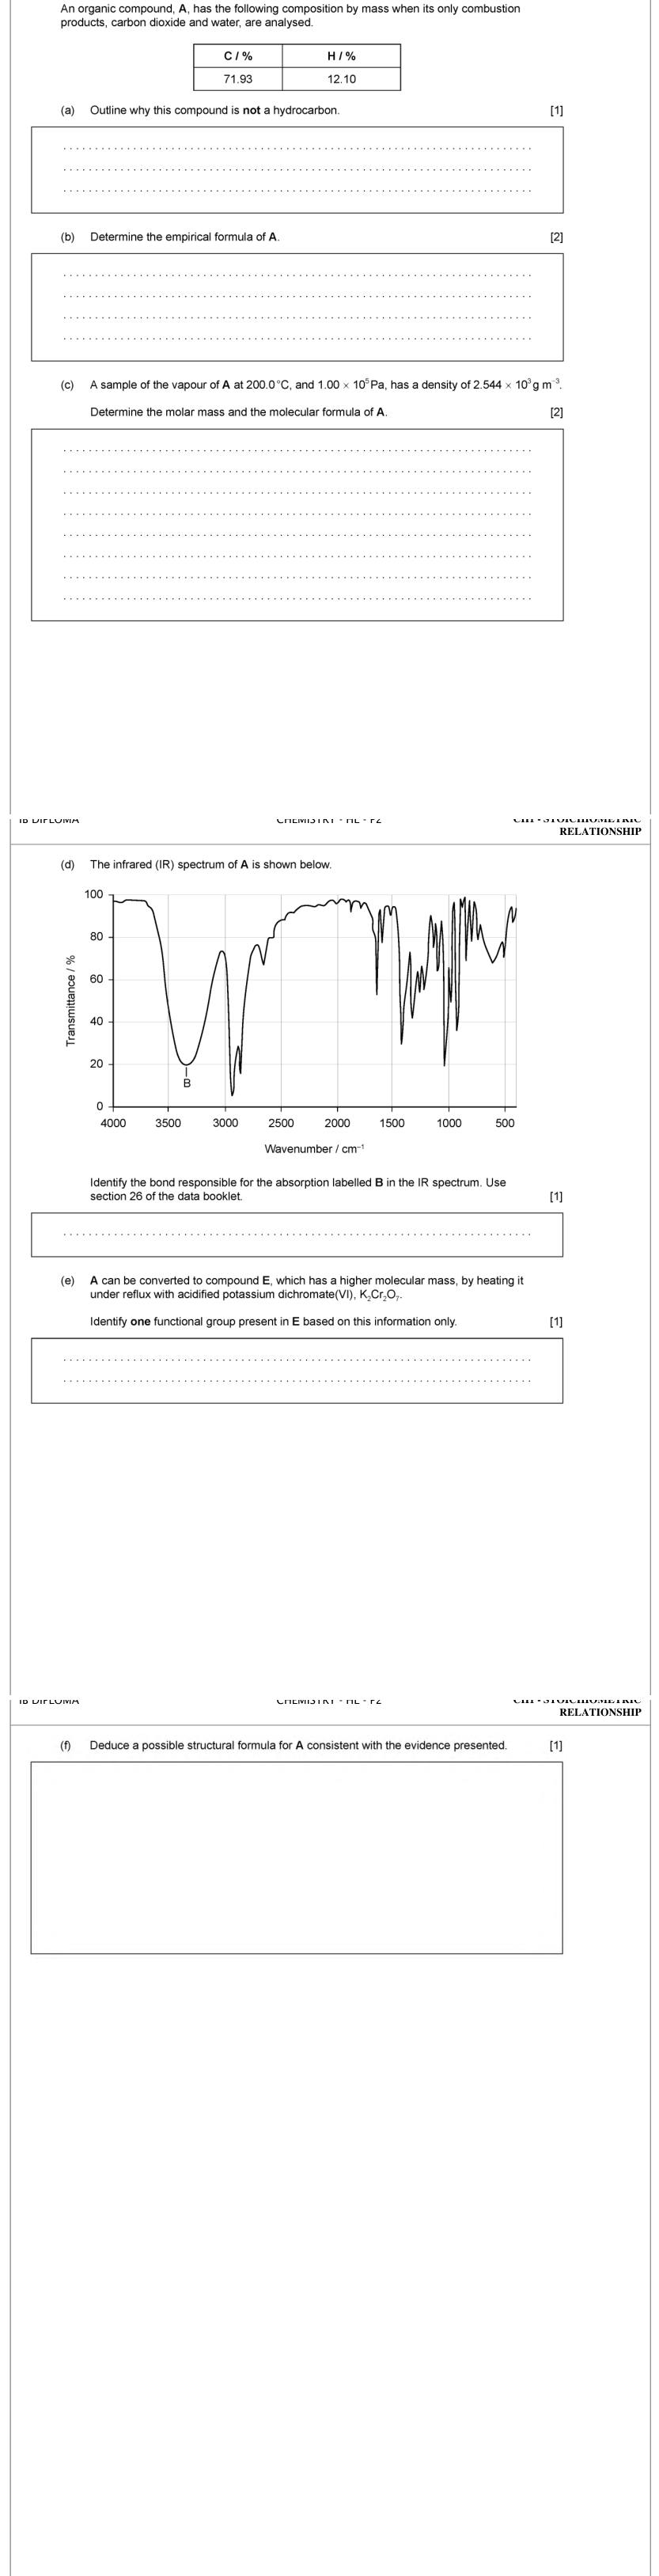 An organic compound, A, has the following composition by mass when its only combustion
products, carbon dioxide and water, are analysed.
C / % H / %
71.93 12.10
(a) Outline why this compound is not a hydrocarbon. [1]
(b) Determine the empirical formula of A. [2]
(c) A sample of the vapour of A at 200.0 °C, and 1.00 × 10⁵ Pa, has a density of 2.544 × 10³ g m⁻³.
Determine the molar mass and the molecular formula of A. [2]
IB DIPLOMA CHEMISTRY - HL - P2 CH1 - STOICHIOMETRIC
RELATIONSHIP
(d) The infrared (IR) spectrum of A is shown below.
100
80
60
40
20
0
Transmittance / %
B
4000 3500 3000 2500 2000 1500 1000 500
Wavenumber / cm⁻¹
Identify the bond responsible for the absorption labelled B in the IR spectrum. Use
section 26 of the data booklet. [1]
(e) A can be converted to compound E, which has a higher molecular mass, by heating it
under reflux with acidified potassium dichromate(VI), K₂Cr₂O₇.
Identify one functional group present in E based on this information only. [1]
IB DIPLOMA CHEMISTRY - HL - P2 CH1 - STOICHIOMETRIC
RELATIONSHIP
(f) Deduce a possible structural formula for A consistent with the evidence presented. [1]